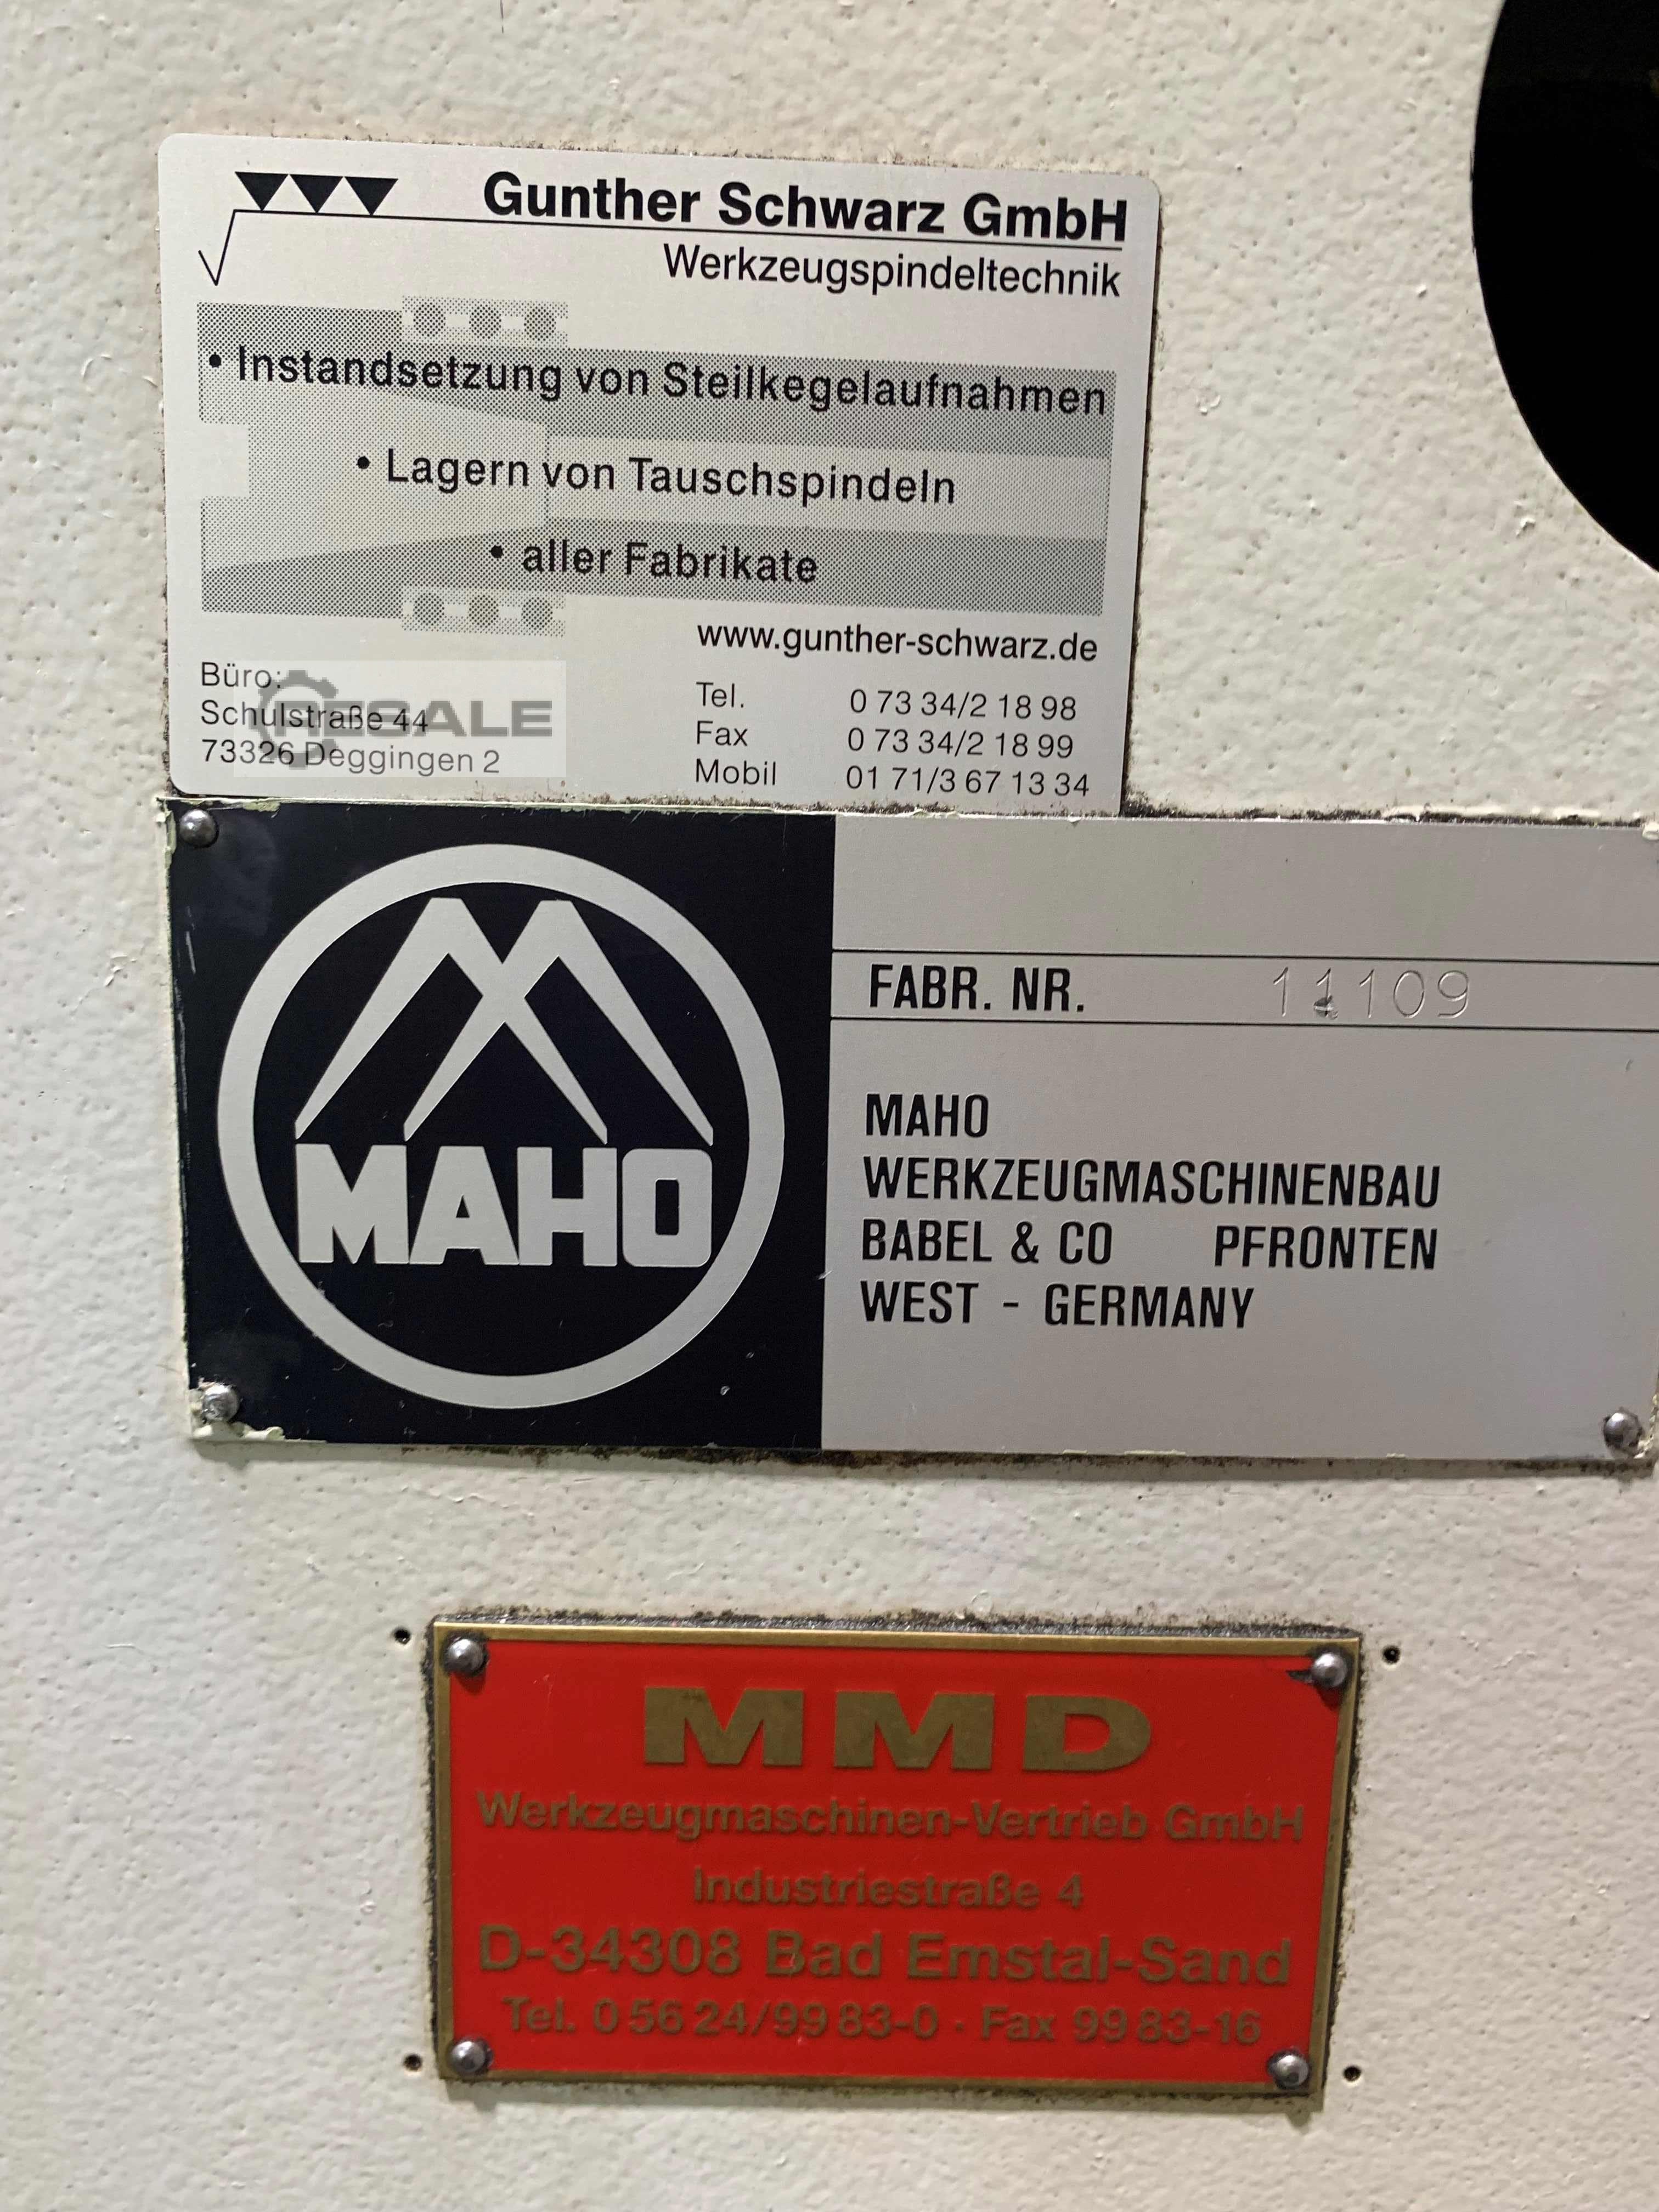 Gunther Schwarz GmbH
Werkzeugspindeltechnik
• Instandsetzung von Steilkegelaufnahmen
• Lagern von Tauschspindeln
• aller Fabrikate
www.gunther-schwarz.de
Büro:
Schulstraße 44
73326 Deggingen 2
RESALE
Tel. 0 73 34/2 18 98
Fax 0 73 34/2 18 99
Mobil 01 71/3 67 13 34
MAHO
FABR. NR. 11109
MAHO
WERKZEUGMASCHINENBAU
BABEL & CO PFRONTEN
WEST - GERMANY
MMD
Werkzeugmaschinen-Vertrieb GmbH
Industriestraße 4
D-34308 Bad Emstal-Sand
Tel. 0 56 24/99 83-0 · Fax 99 83-16